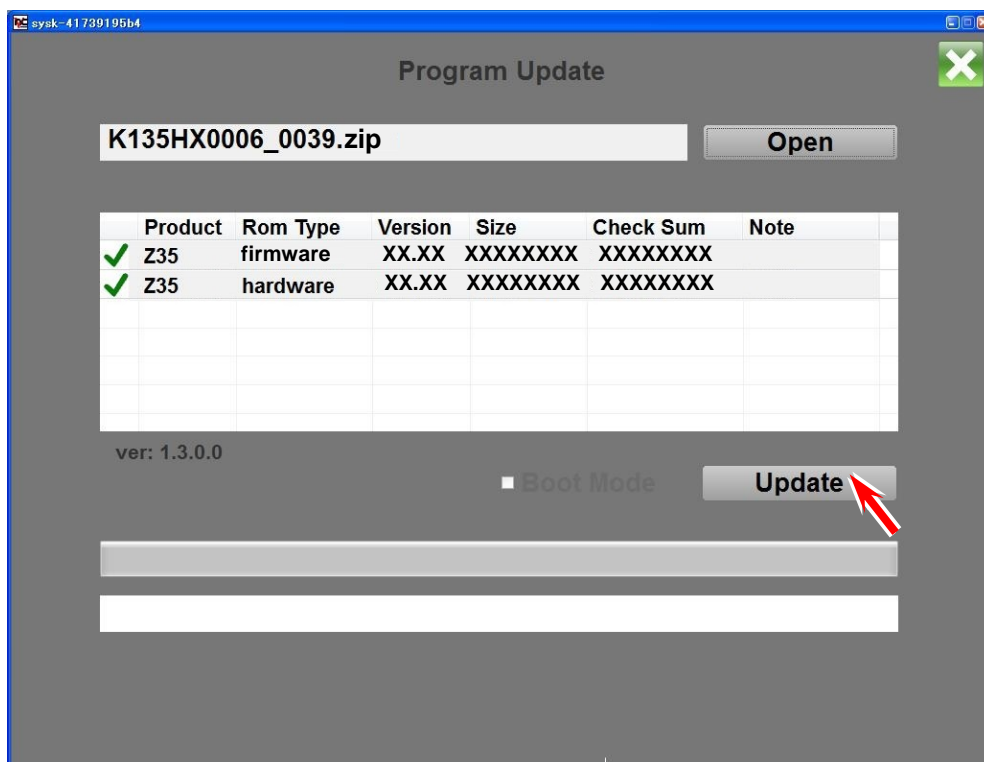 sysk-41739195b4
Program Update
K135HX0006_0039.zip Open
Product Rom Type Version Size Check Sum Note
Z35 firmware XX.XX XXXXXXXX XXXXXXXX
Z35 hardware XX.XX XXXXXXXX XXXXXXXX
ver: 1.3.0.0
Boot Mode Update